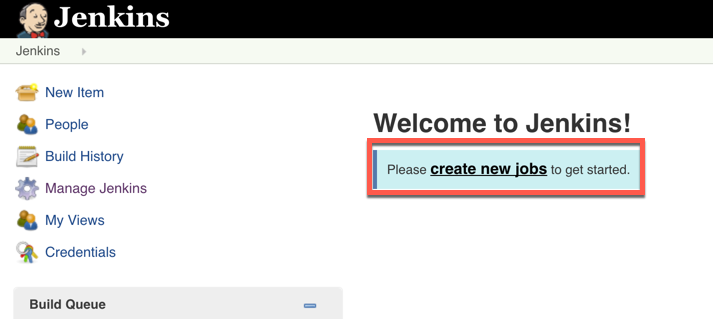 Jenkins
Jenkins
New Item
People
Build History
Manage Jenkins
My Views
Credentials
Build Queue
Welcome to Jenkins!
Please create new jobs to get started.